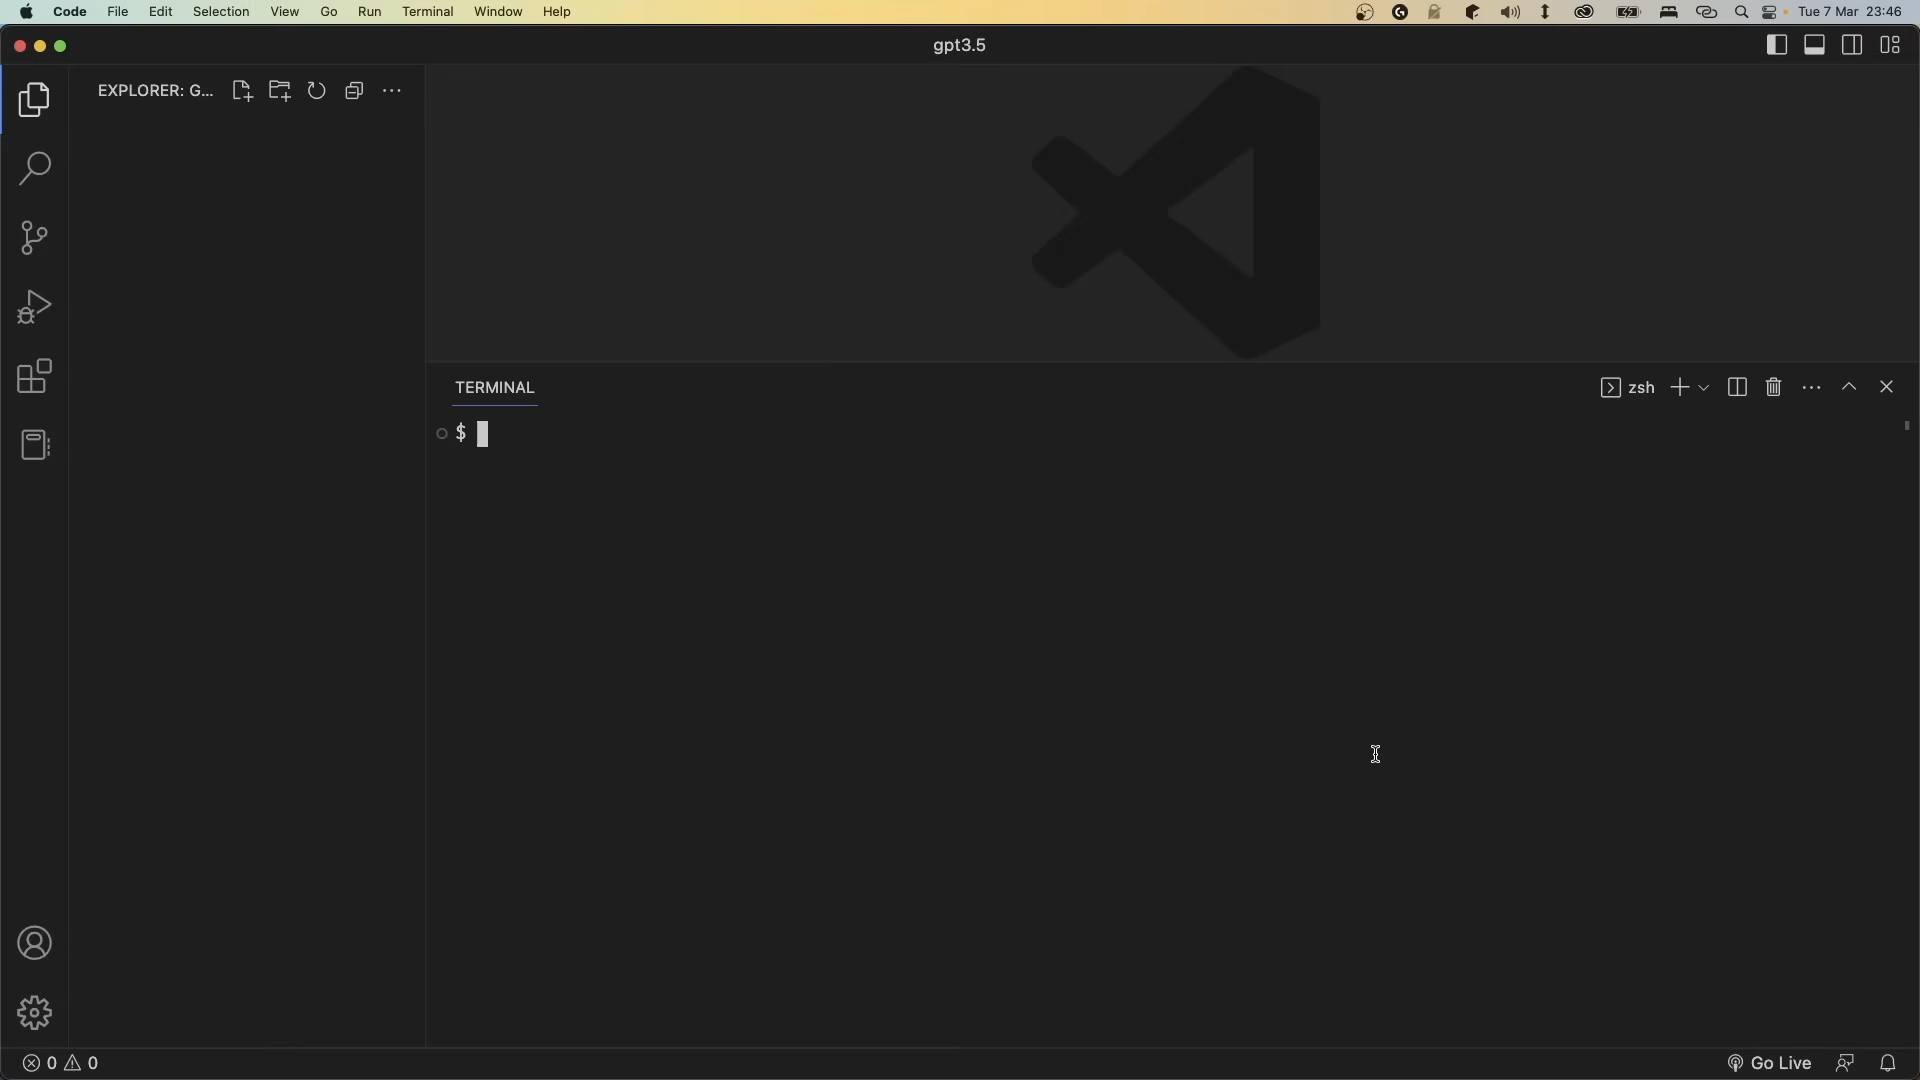 Code File Edit Selection View Go Run Terminal Window Help Tue 7 Mar 23:46
gpt3.5
EXPLORER: G...
TERMINAL
zsh
$
0 0 Go Live